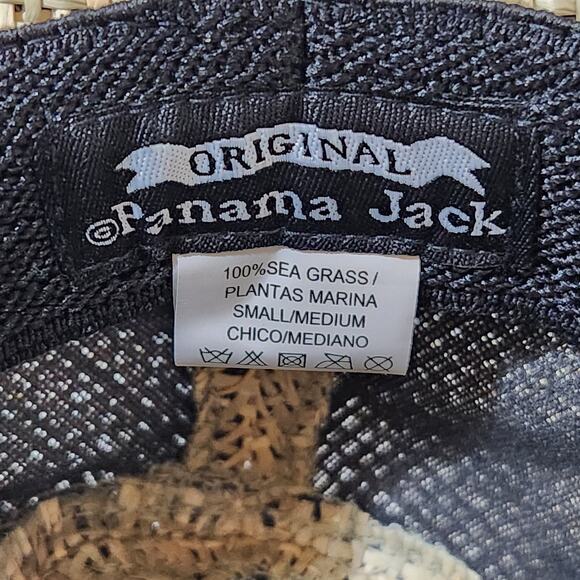 ORIGINAL
©Panama Jack
100%SEA GRASS/
PLANTAS MARINA
SMALL/MEDIUM
CHICO/MEDIANO